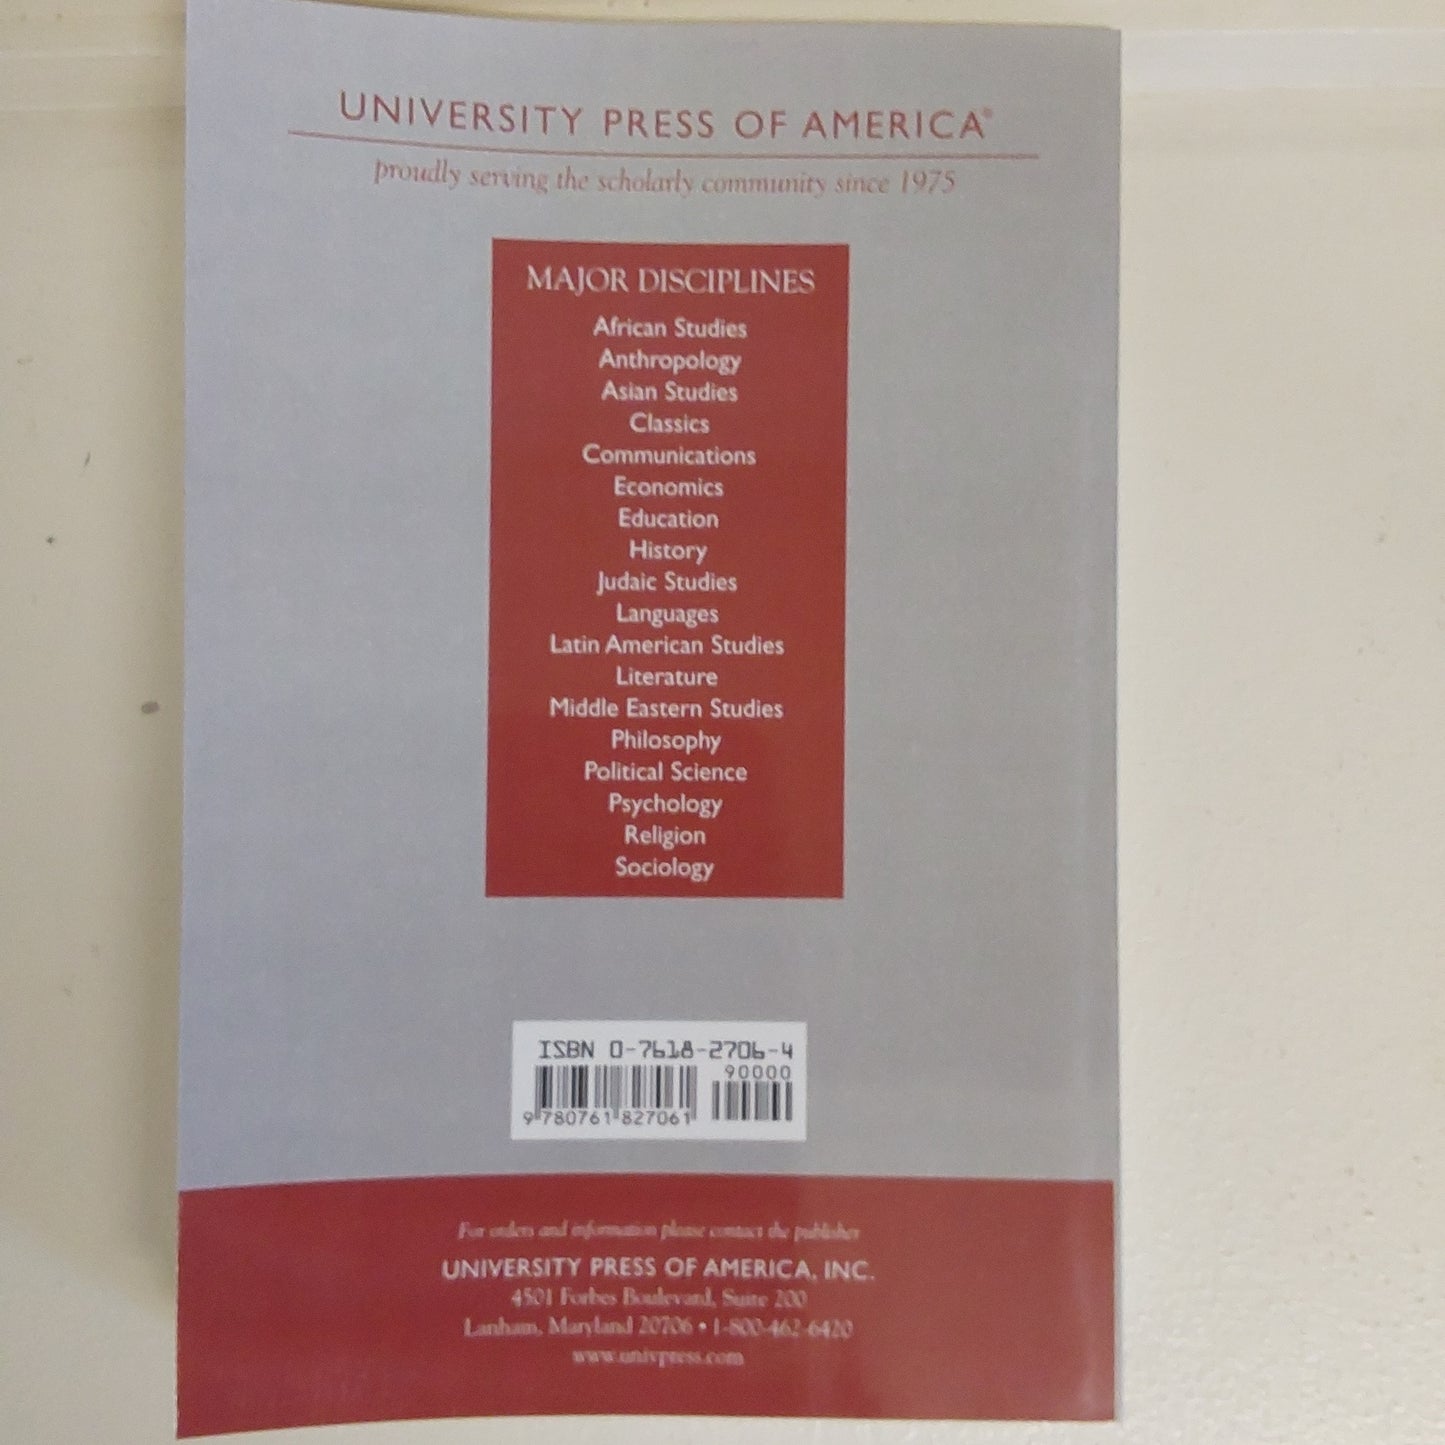 UNIVERSITY PRESS OF AMERICA®
proudly serving the scholarly community since 1975
MAJOR DISCIPLINES
African Studies
Anthropology
Asian Studies
Classics
Communications
Economics
Education
History
Judaic Studies
Languages
Latin American Studies
Literature
Middle Eastern Studies
Philosophy
Political Science
Psychology
Religion
Sociology
ISBN 0-7618-2706-4
90000
9 780761 827061
For orders and information please contact the publisher
UNIVERSITY PRESS OF AMERICA, INC.
4501 Forbes Boulevard, Suite 200
Lanham, Maryland 20706 • 1-800-462-6420
www.univpress.com